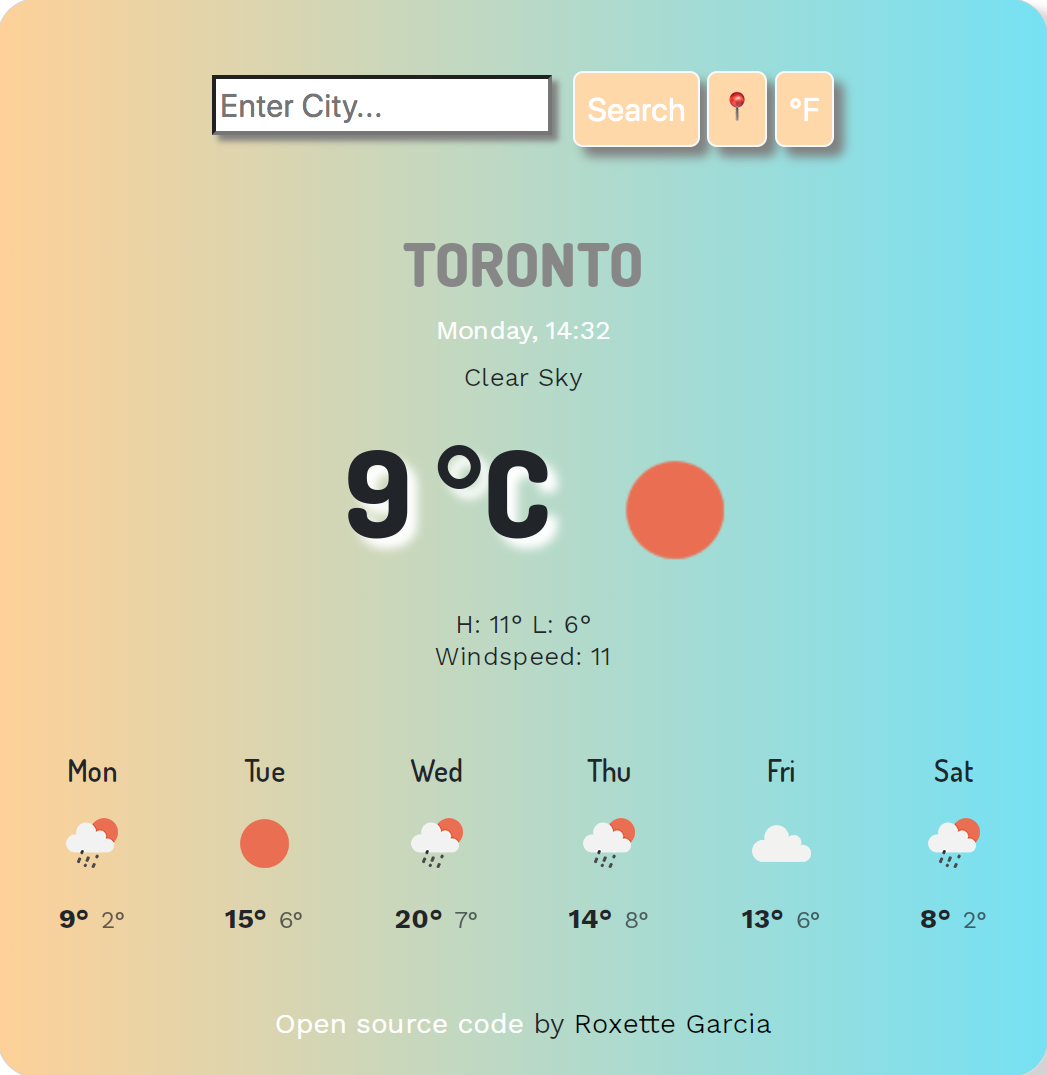 Enter City...
Search
°F
TORONTO
Monday, 14:32
Clear Sky
9 °C
H: 11° L: 6°
Windspeed: 11
Mon Tue Wed Thu Fri Sat
9° 2° 15° 6° 20° 7° 14° 8° 13° 6° 8° 2°
Open source code by Roxette Garcia